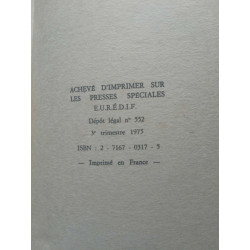 ACHEVÉ D'IMPRIMER SUR
LES PRESSES SPÉCIALES
E.U.R.É.D.I.F.
Dépôt légal n° 552
3e trimestre 1975
ISBN - 2 - 7167 - 0317 - 5
— Imprimé en France —